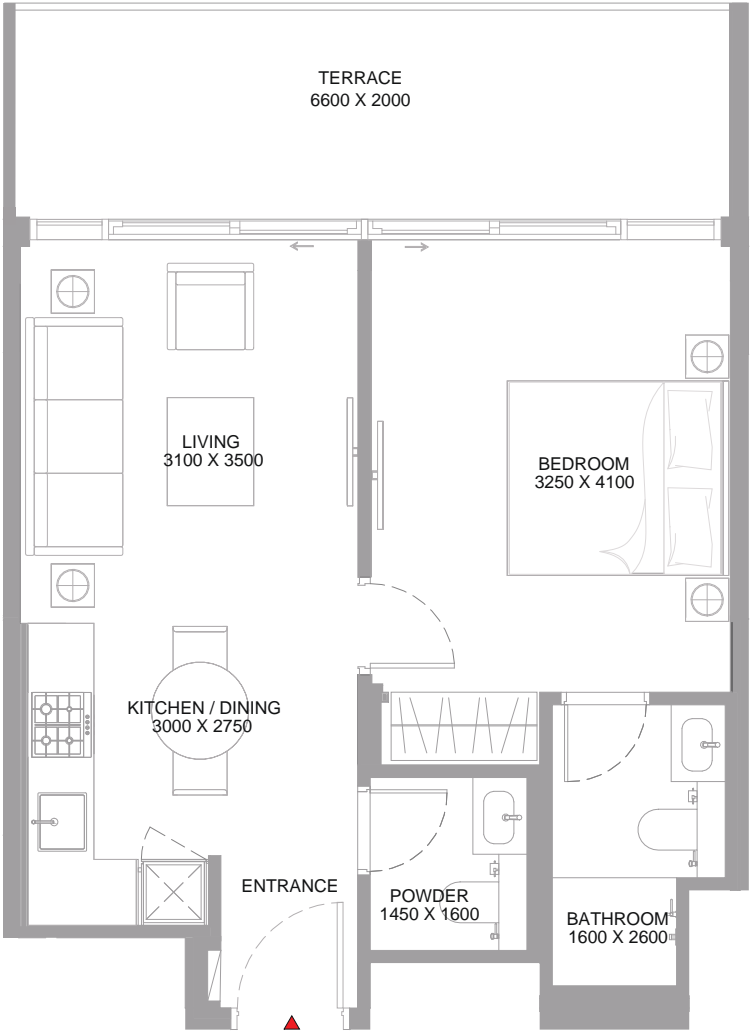 TERRACE
6600 X 2000
LIVING
3100 X 3500
BEDROOM
3250 X 4100
KITCHEN / DINING
3000 X 2750
ENTRANCE
POWDER
1450 X 1600
BATHROOM
1600 X 2600